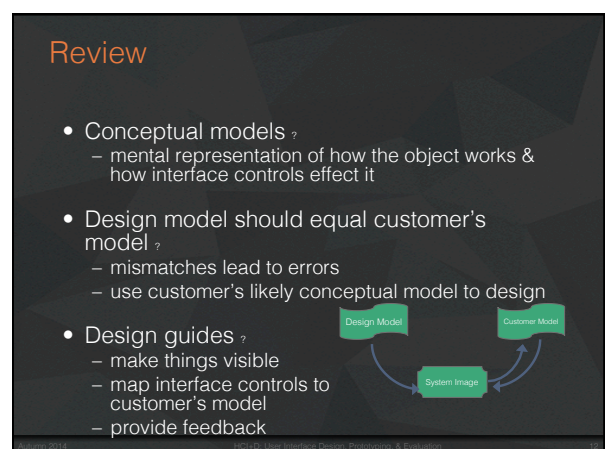 Review
• Conceptual models ?
– mental representation of how the object works &
how interface controls effect it
• Design model should equal customer's
model ?
– mismatches lead to errors
– use customer's likely conceptual model to design
• Design guides ?
– make things visible
– map interface controls to
customer's model
– provide feedback
Design Model
Customer Model
System Image
Autumn 2014
HCI+D: User Interface Design, Prototyping, & Evaluation
12